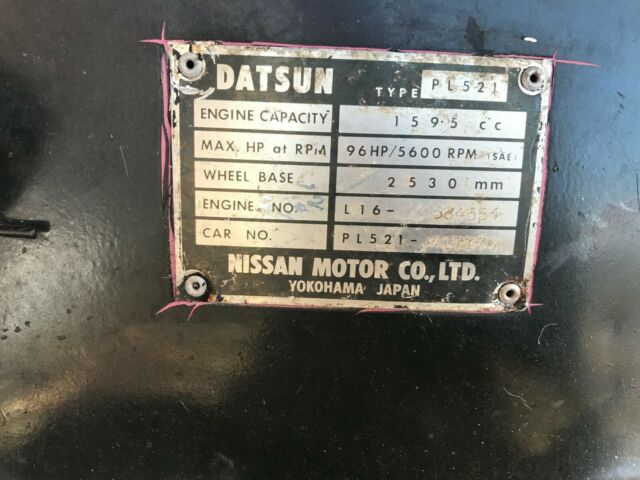 DATSUN TYPE PL521
ENGINE CAPACITY 1595 cc
MAX. HP at RPM 96HP/5600 RPM (SAE)
WHEEL BASE 2530 mm
ENGINE NO. L16-
CAR NO. PL521-
NISSAN MOTOR CO., LTD.
YOKOHAMA JAPAN